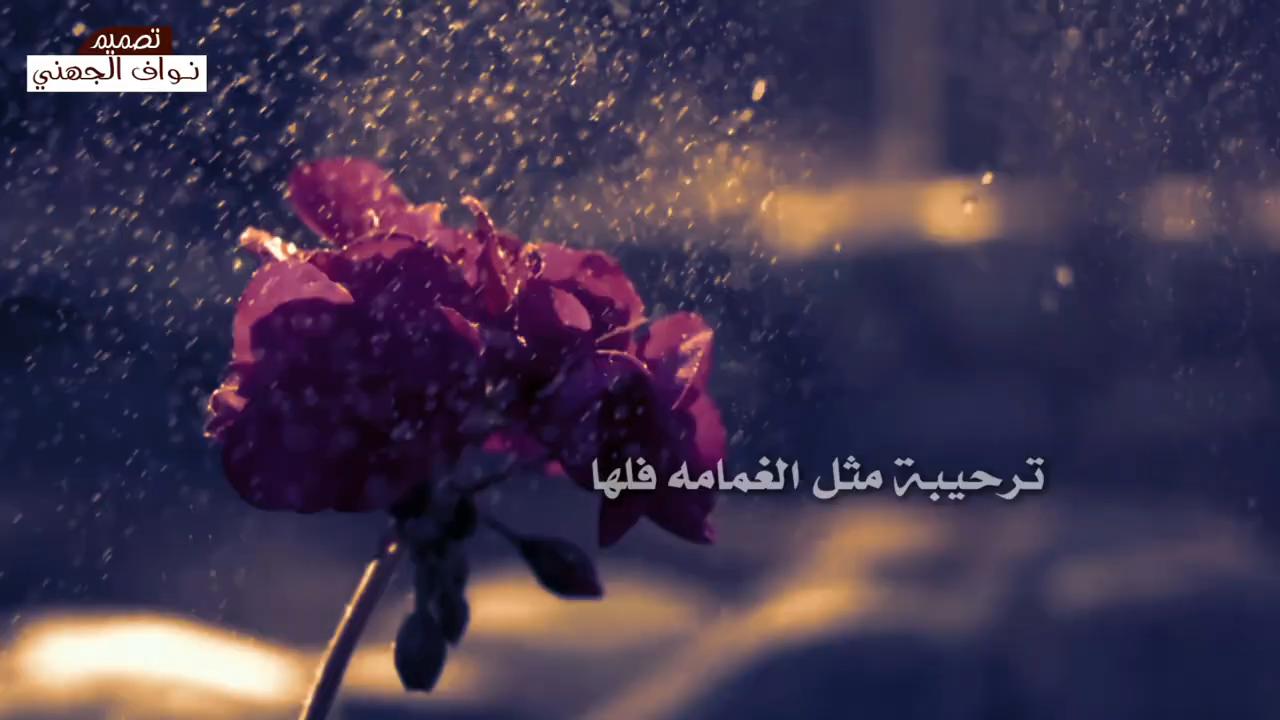 تصميم
نواف الجهني
ترحيبة مثل الغمامه فلها